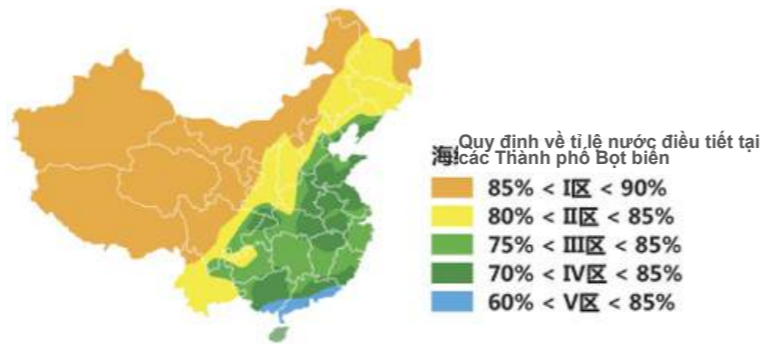 Quy định về tỉ lệ nước điều tiết tại
海 các Thành phố Bọt biển
85% < I区 < 90%
80% < II区 < 85%
75% < III区 < 85%
70% < IV区 < 85%
60% < V区 < 85%